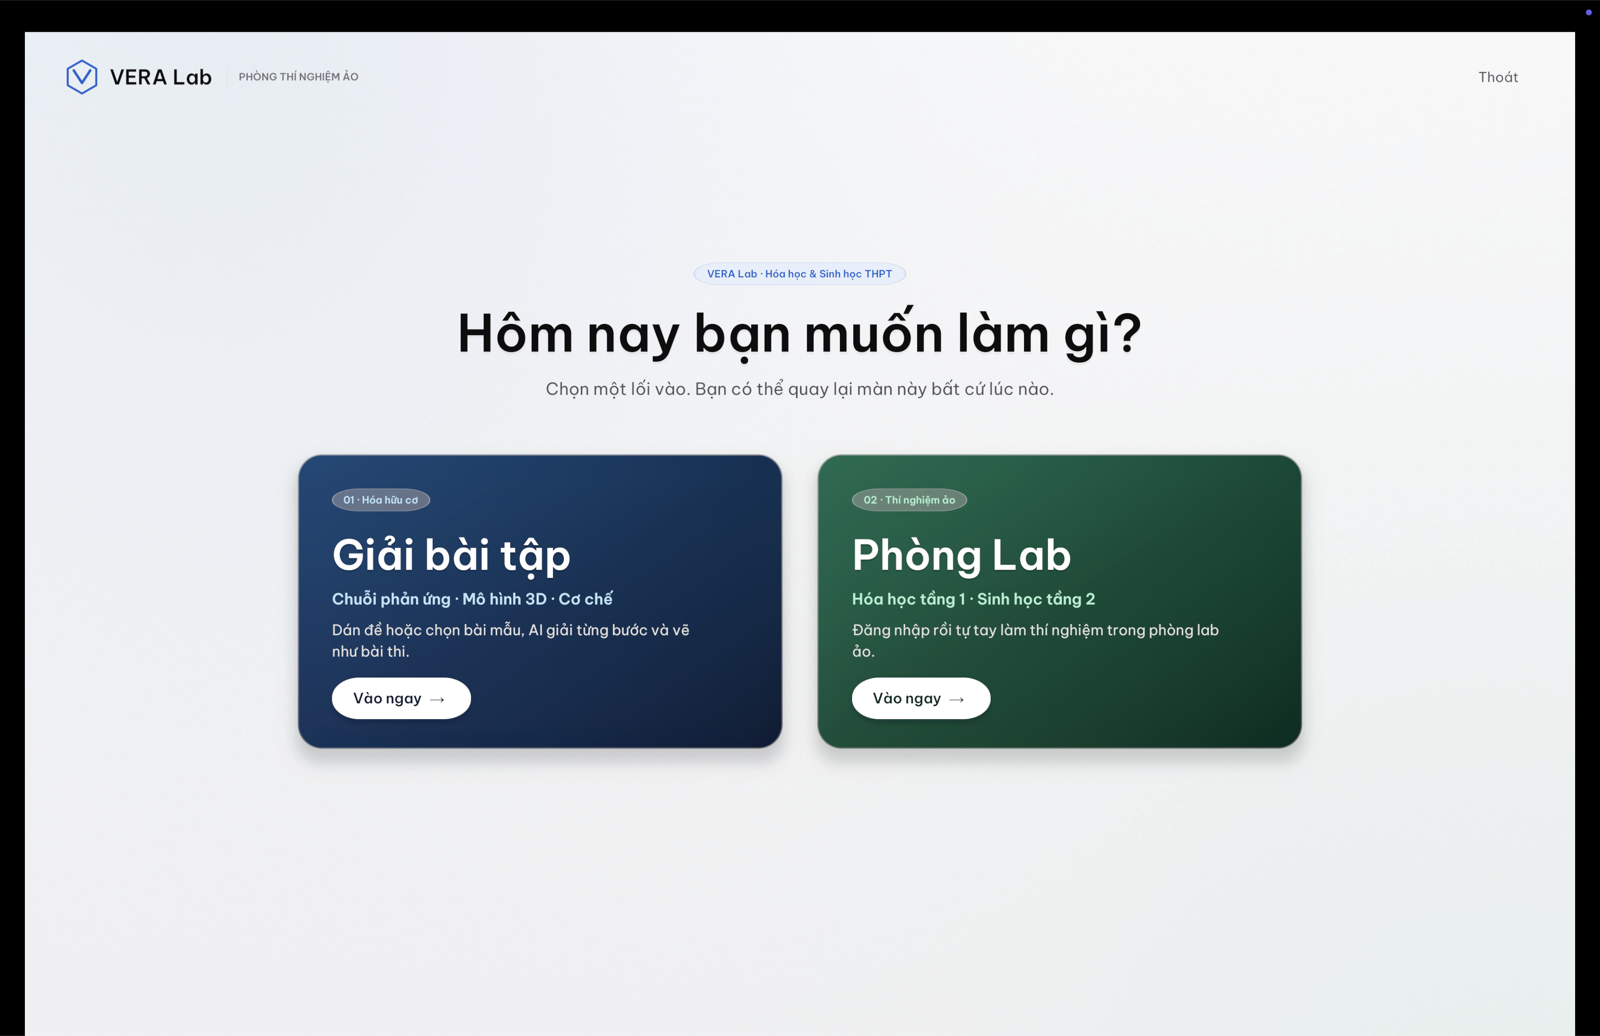 VERA Lab
PHÒNG THÍ NGHIỆM ẢO
Thoát
VERA Lab · Hóa học & Sinh học THPT
Hôm nay bạn muốn làm gì?
Chọn một lối vào. Bạn có thể quay lại màn này bất cứ lúc nào.
01 · Hóa hữu cơ
Giải bài tập
Chuỗi phản ứng · Mô hình 3D · Cơ chế
Dán đề hoặc chọn bài mẫu, AI giải từng bước và vẽ
như bài thi.
Vào ngay →
02 · Thí nghiệm ảo
Phòng Lab
Hóa học tầng 1 · Sinh học tầng 2
Đăng nhập rồi tự tay làm thí nghiệm trong phòng lab
ảo.
Vào ngay →